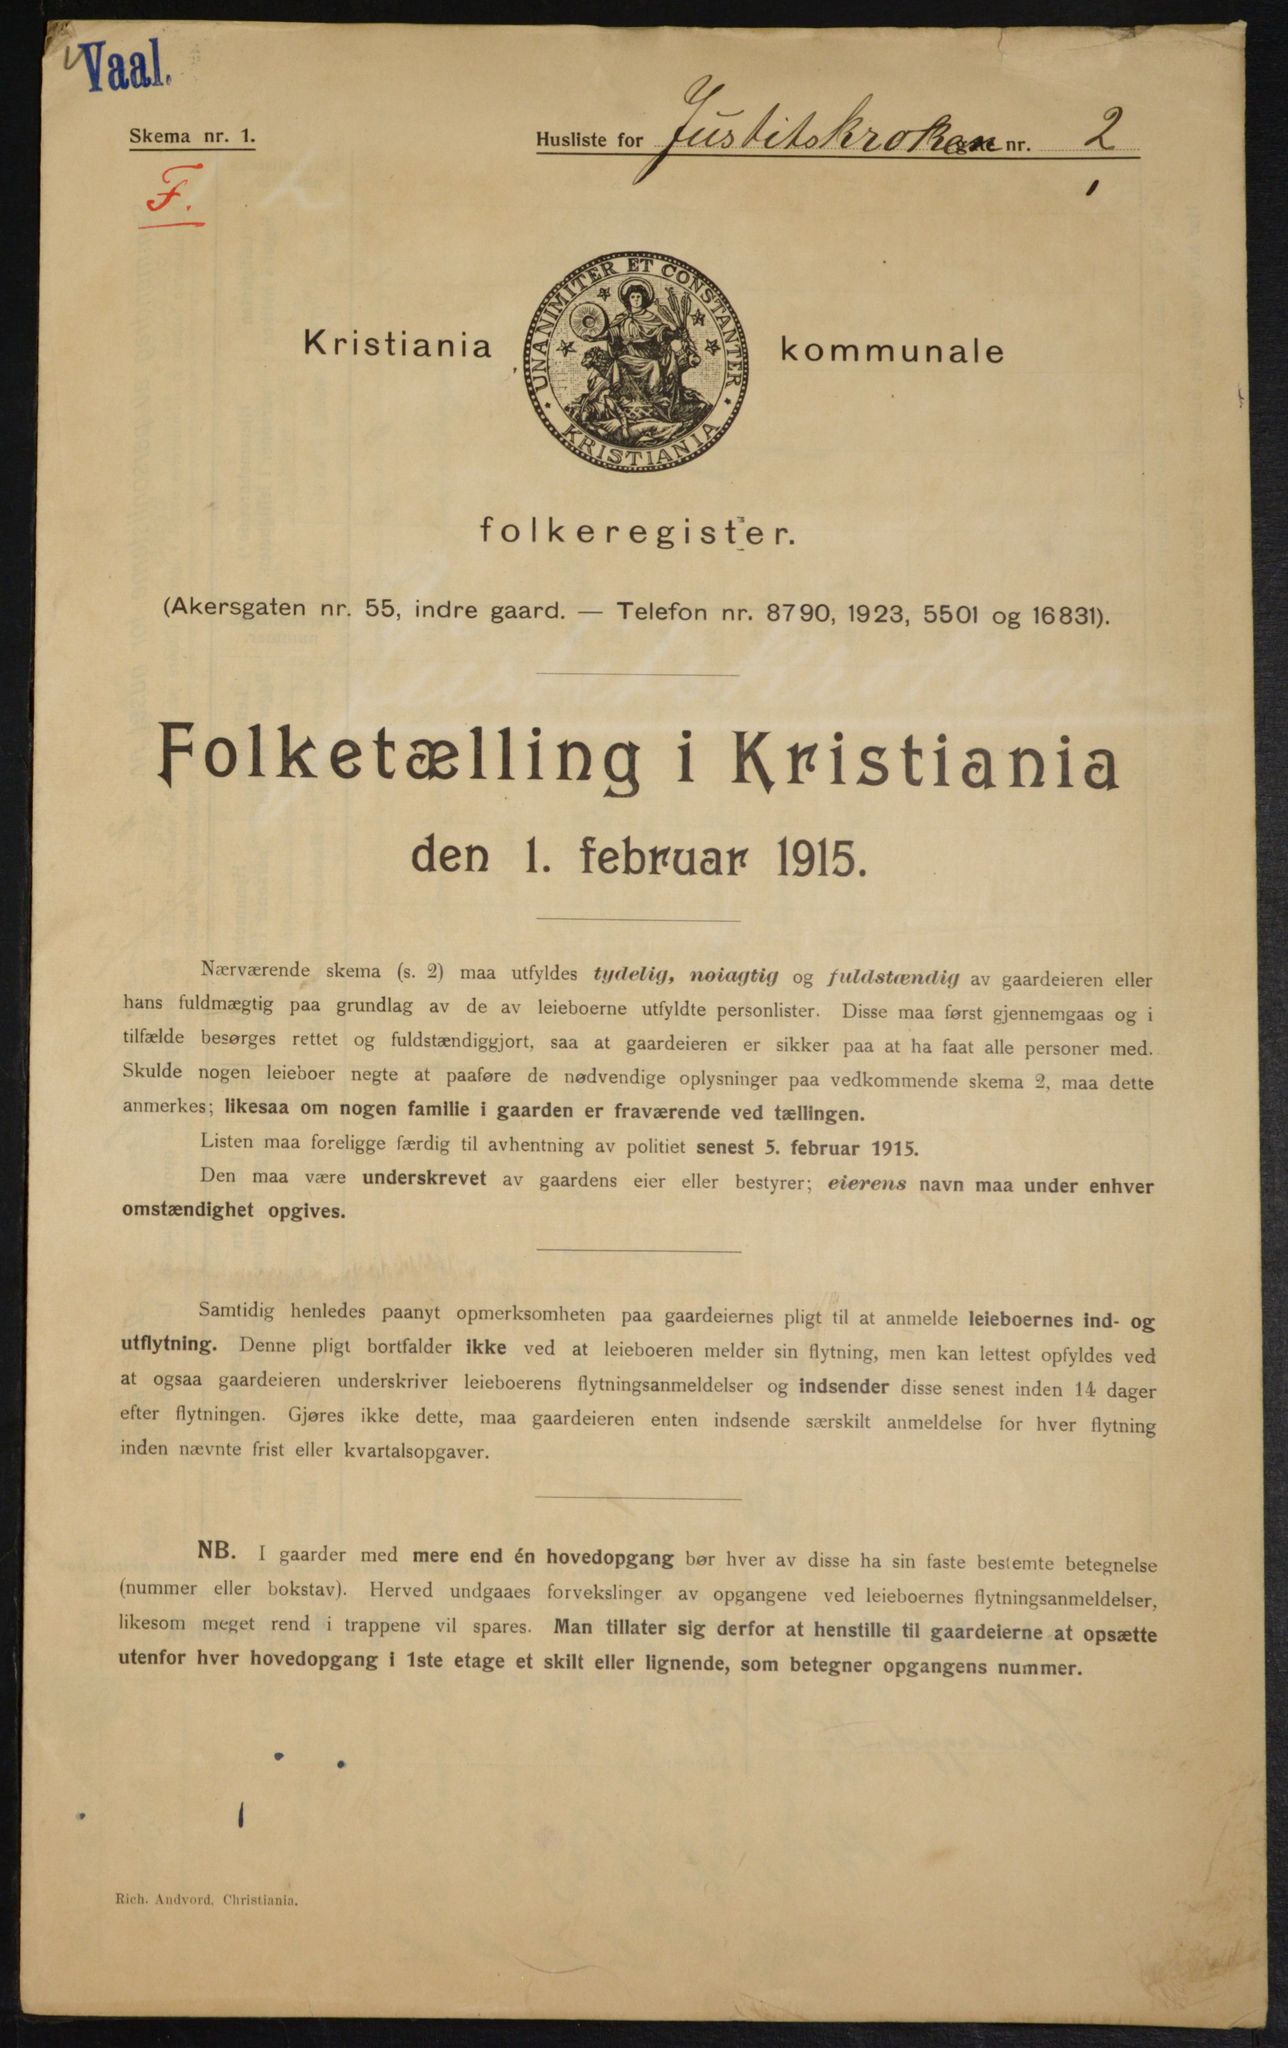 Vaal.
Skema nr. 1.
Husliste for Justitskroken nr. 2
F.
UNANIMITER ET CONSTANTER
KRISTIANIA
Kristiania kommunale
folkeregister.
(Akersgaten nr. 55, indre gaard. — Telefon nr. 8790, 1923, 5501 og 16831).
Folketælling i Kristiania
den 1. februar 1915.
Nærværende skema (s. 2) maa utfyldes tydelig, nøiagtig og fuldstændig av gaardeieren eller
hans fuldmægtig paa grundlag av de av leieboerne utfyldte personlister. Disse maa først gjennemgaas og i
tilfælde besørges rettet og fuldstændiggjort, saa at gaardeieren er sikker paa at ha faat alle personer med.
Skulde nogen leieboer negte at paaføre de nødvendige oplysninger paa vedkommende skema 2, maa dette
anmerkes; likesaa om nogen familie i gaarden er fraværende ved tællingen.
Listen maa foreligge færdig til avhentning av politiet senest 5. februar 1915.
Den maa være underskrevet av gaardens eier eller bestyrer; eierens navn maa under enhver
omstændighet opgives.
Samtidig henledes paanyt opmerksomheten paa gaardeiernes pligt til at anmelde leieboernes ind- og
utflytning. Denne pligt bortfalder ikke ved at leieboeren melder sin flytning, men kan lettest opfyldes ved
at ogsaa gaardeieren underskriver leieboerens flytningsanmeldelser og indsender disse senest inden 14 dager
efter flytningen. Gjøres ikke dette, maa gaardeieren enten indsende særskilt anmeldelse for hver flytning
inden nævnte frist eller kvartalsopgaver.
NB. I gaarder med mere end én hovedopgang bør hver av disse ha sin faste bestemte betegnelse
(nummer eller bokstav). Herved undgaaes forvekslinger av opgangene ved leieboernes flytningsanmeldelser,
likesom meget rend i trappene vil spares. Man tillater sig derfor at henstille til gaardeierne at opsætte
utenfor hver hovedopgang i 1ste etage et skilt eller lignende, som betegner opgangens nummer.
Rich. Andvord, Christiania.